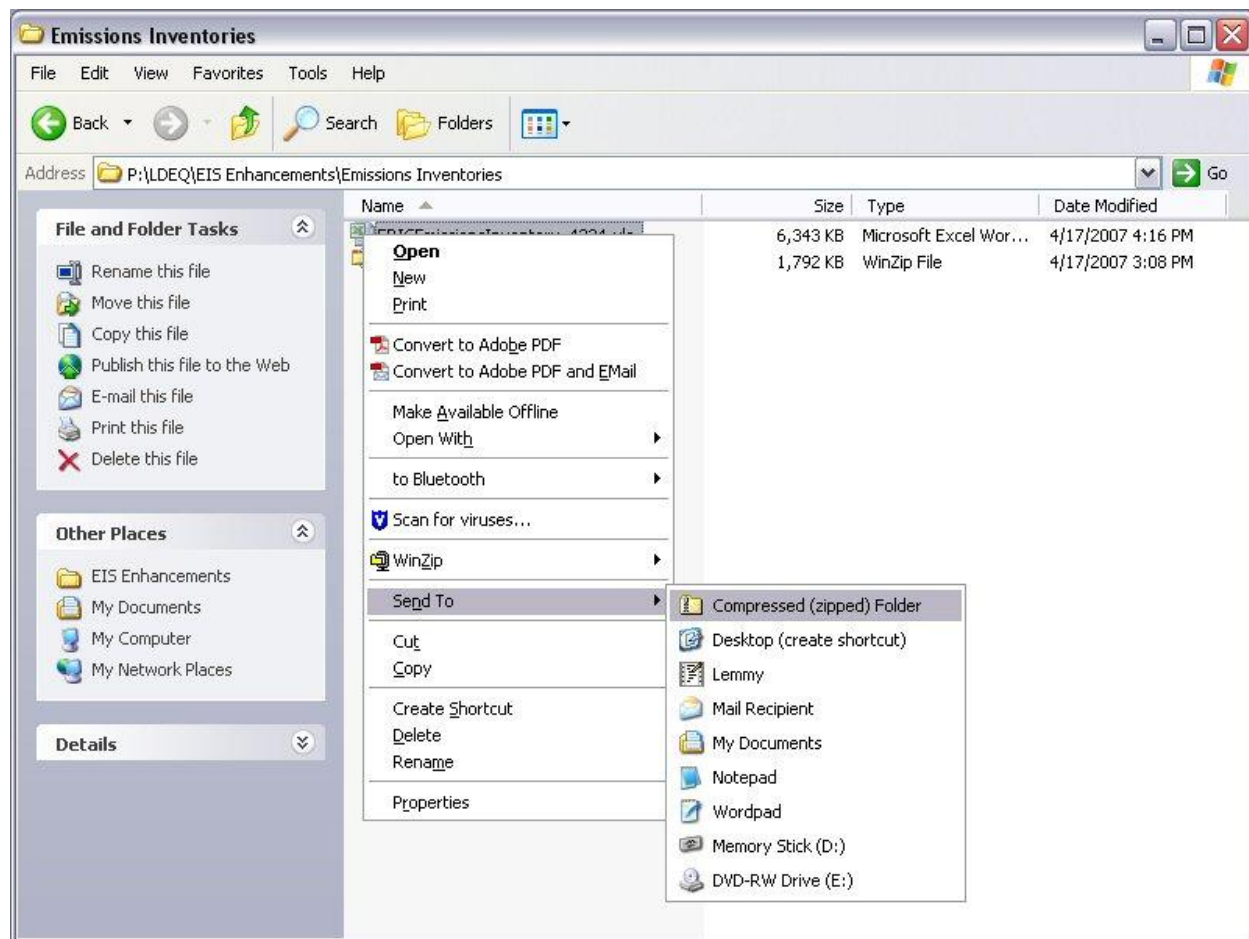 Emissions Inventories
File Edit View Favorites Tools Help
Back Search Folders
Address P:\LDEQ\EIS Enhancements\Emissions Inventories Go
File and Folder Tasks
Rename this file
Move this file
Copy this file
Publish this file to the Web
E-mail this file
Print this file
Delete this file
Other Places
EIS Enhancements
My Documents
My Computer
My Network Places
Details
Name Size Type Date Modified
6,343 KB Microsoft Excel Wor... 4/17/2007 4:16 PM
1,792 KB WinZip File 4/17/2007 3:08 PM
Open
New
Print
Convert to Adobe PDF
Convert to Adobe PDF and EMail
Make Available Offline
Open With
to Bluetooth
Scan for viruses...
WinZip
Send To
Cut
Copy
Create Shortcut
Delete
Rename
Properties
Compressed (zipped) Folder
Desktop (create shortcut)
Lemmy
Mail Recipient
My Documents
Notepad
Wordpad
Memory Stick (D:)
DVD-RW Drive (E:)